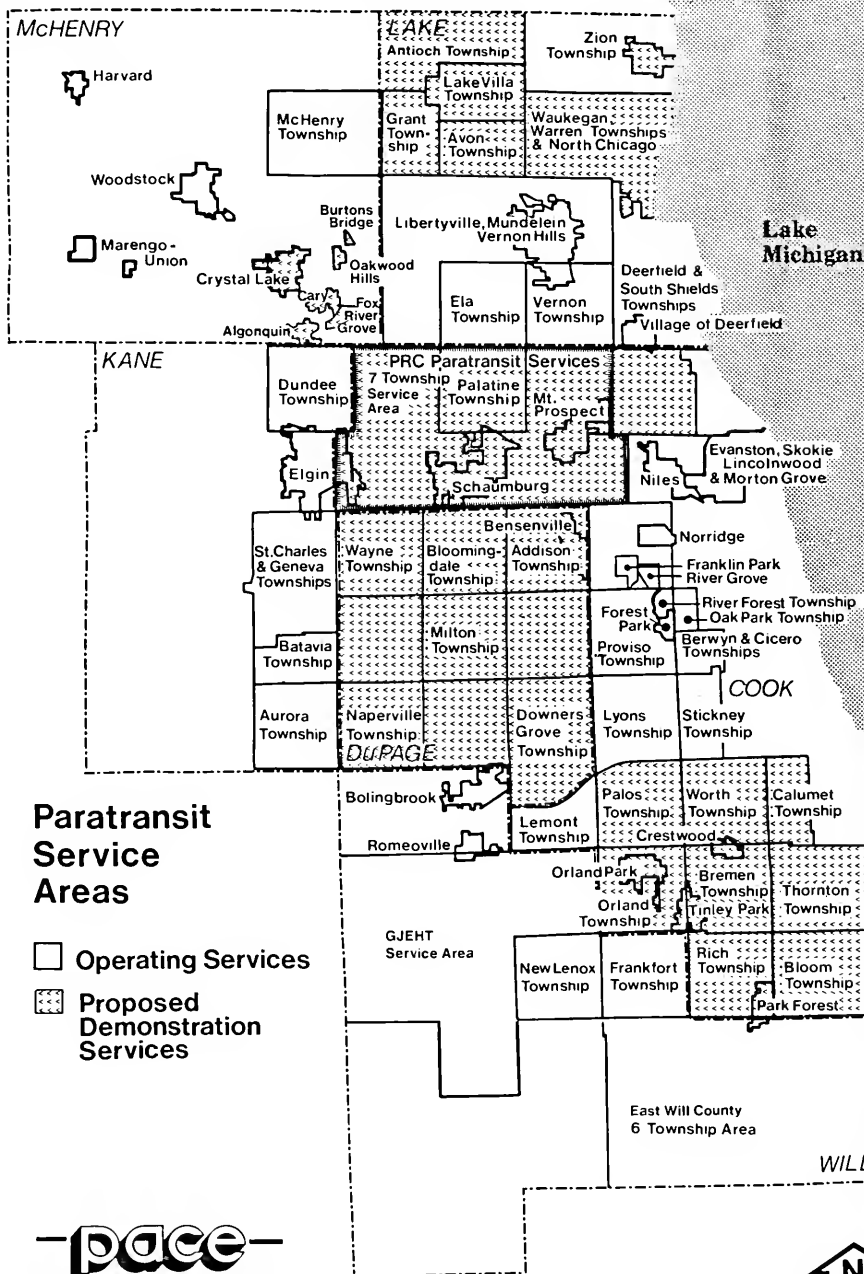 McHENRY
LAKE
Antioch Township
Zion
Township
Harvard
Lake Villa
Township
McHenry
Township
Grant
Town-
ship
Avon
Township
Waukegan,
Warren Townships
& North Chicago
Woodstock
Burtons
Bridge
Libertyville, Mundelein
Vernon Hills
Lake
Michigan
Marengo-
Union
Crystal Lake
Oakwood
Hills
Deerfield &
South Shields
Townships
Cary
Fox
River
Grove
Ela
Township
Vernon
Township
Algonquin
Village of Deerfield
KANE
PRC Paratransit Services
Dundee
Township
7 Township
Service
Area
Palatine
Township
Mt.
Prospect
Elgin
Schaumburg
Niles
Evanston, Skokie
Lincolnwood
& Morton Grove
Bensenville
Norridge
St. Charles
& Geneva
Townships
Wayne
Township
Blooming-
dale
Township
Addison
Township
Franklin Park
River Grove
River Forest Township
Forest
Park
Oak Park Township
Milton
Township
Batavia
Township
Proviso
Township
Berwyn & Cicero
Townships
COOK
Aurora
Township
Naperville
Township
Downers
Grove
Township
Lyons
Township
Stickney
Township
DUPAGE
Bolingbrook
Palos
Township
Worth
Township
Calumet
Township
Lemont
Township
Romeoville
Crestwood
Orland Park
Bremen
Township
Thornton
Township
Orland
Township
Tinley Park
Paratransit
Service
Areas
GJEHT
Service Area
Operating Services
New Lenox
Township
Frankfort
Township
Rich
Township
Bloom
Township
Park Forest
Proposed
Demonstration
Services
East Will County
6 Township Area
WILL
pace
N